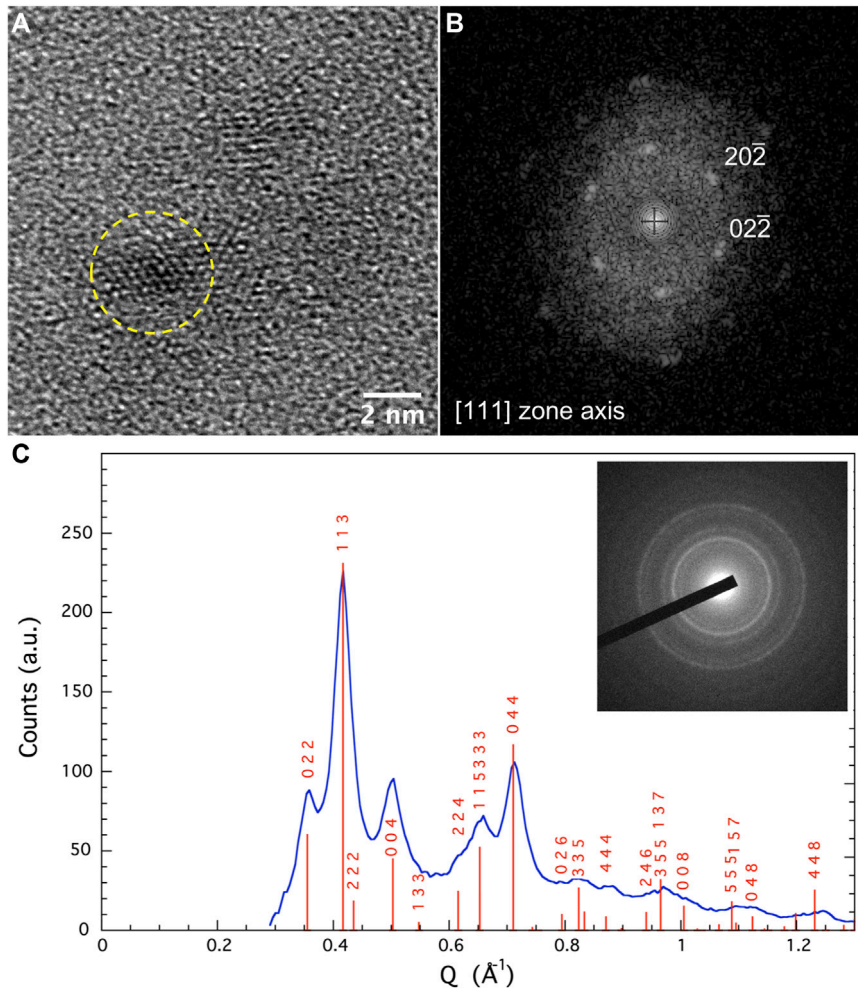 A
2 nm
B
202̄
022̄
[111] zone axis
C
Counts (a.u.)
250
200
150
100
50
0
0 2 2
1 1 3
2 2 2
0 0 4
1 3 3
2 2 4
1 1 5 3 3 3
0 4 4
0 2 6
3 3 5
4 4 4
2 4 6
3 5 5 1 3 7
0 0 8
5 5 5 1 5 7
0 4 8
4 4 8
0
0.2
0.4
0.6
0.8
1
1.2
Q (Å⁻¹)